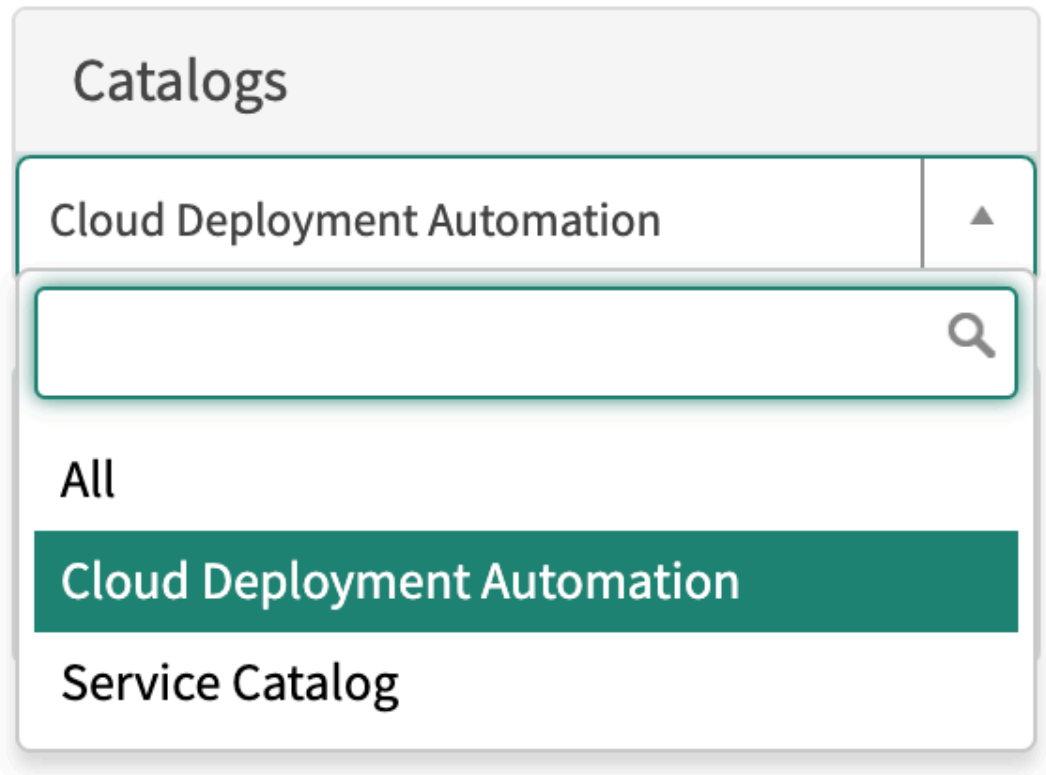 Catalogs
Cloud Deployment Automation
All
Cloud Deployment Automation
Service Catalog